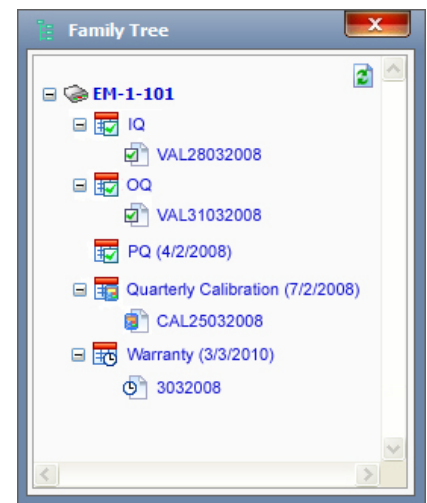 Family Tree
EM-1-101
IQ
VAL28032008
OQ
VAL31032008
PQ (4/2/2008)
Quarterly Calibration (7/2/2008)
CAL25032008
Warranty (3/3/2010)
3032008